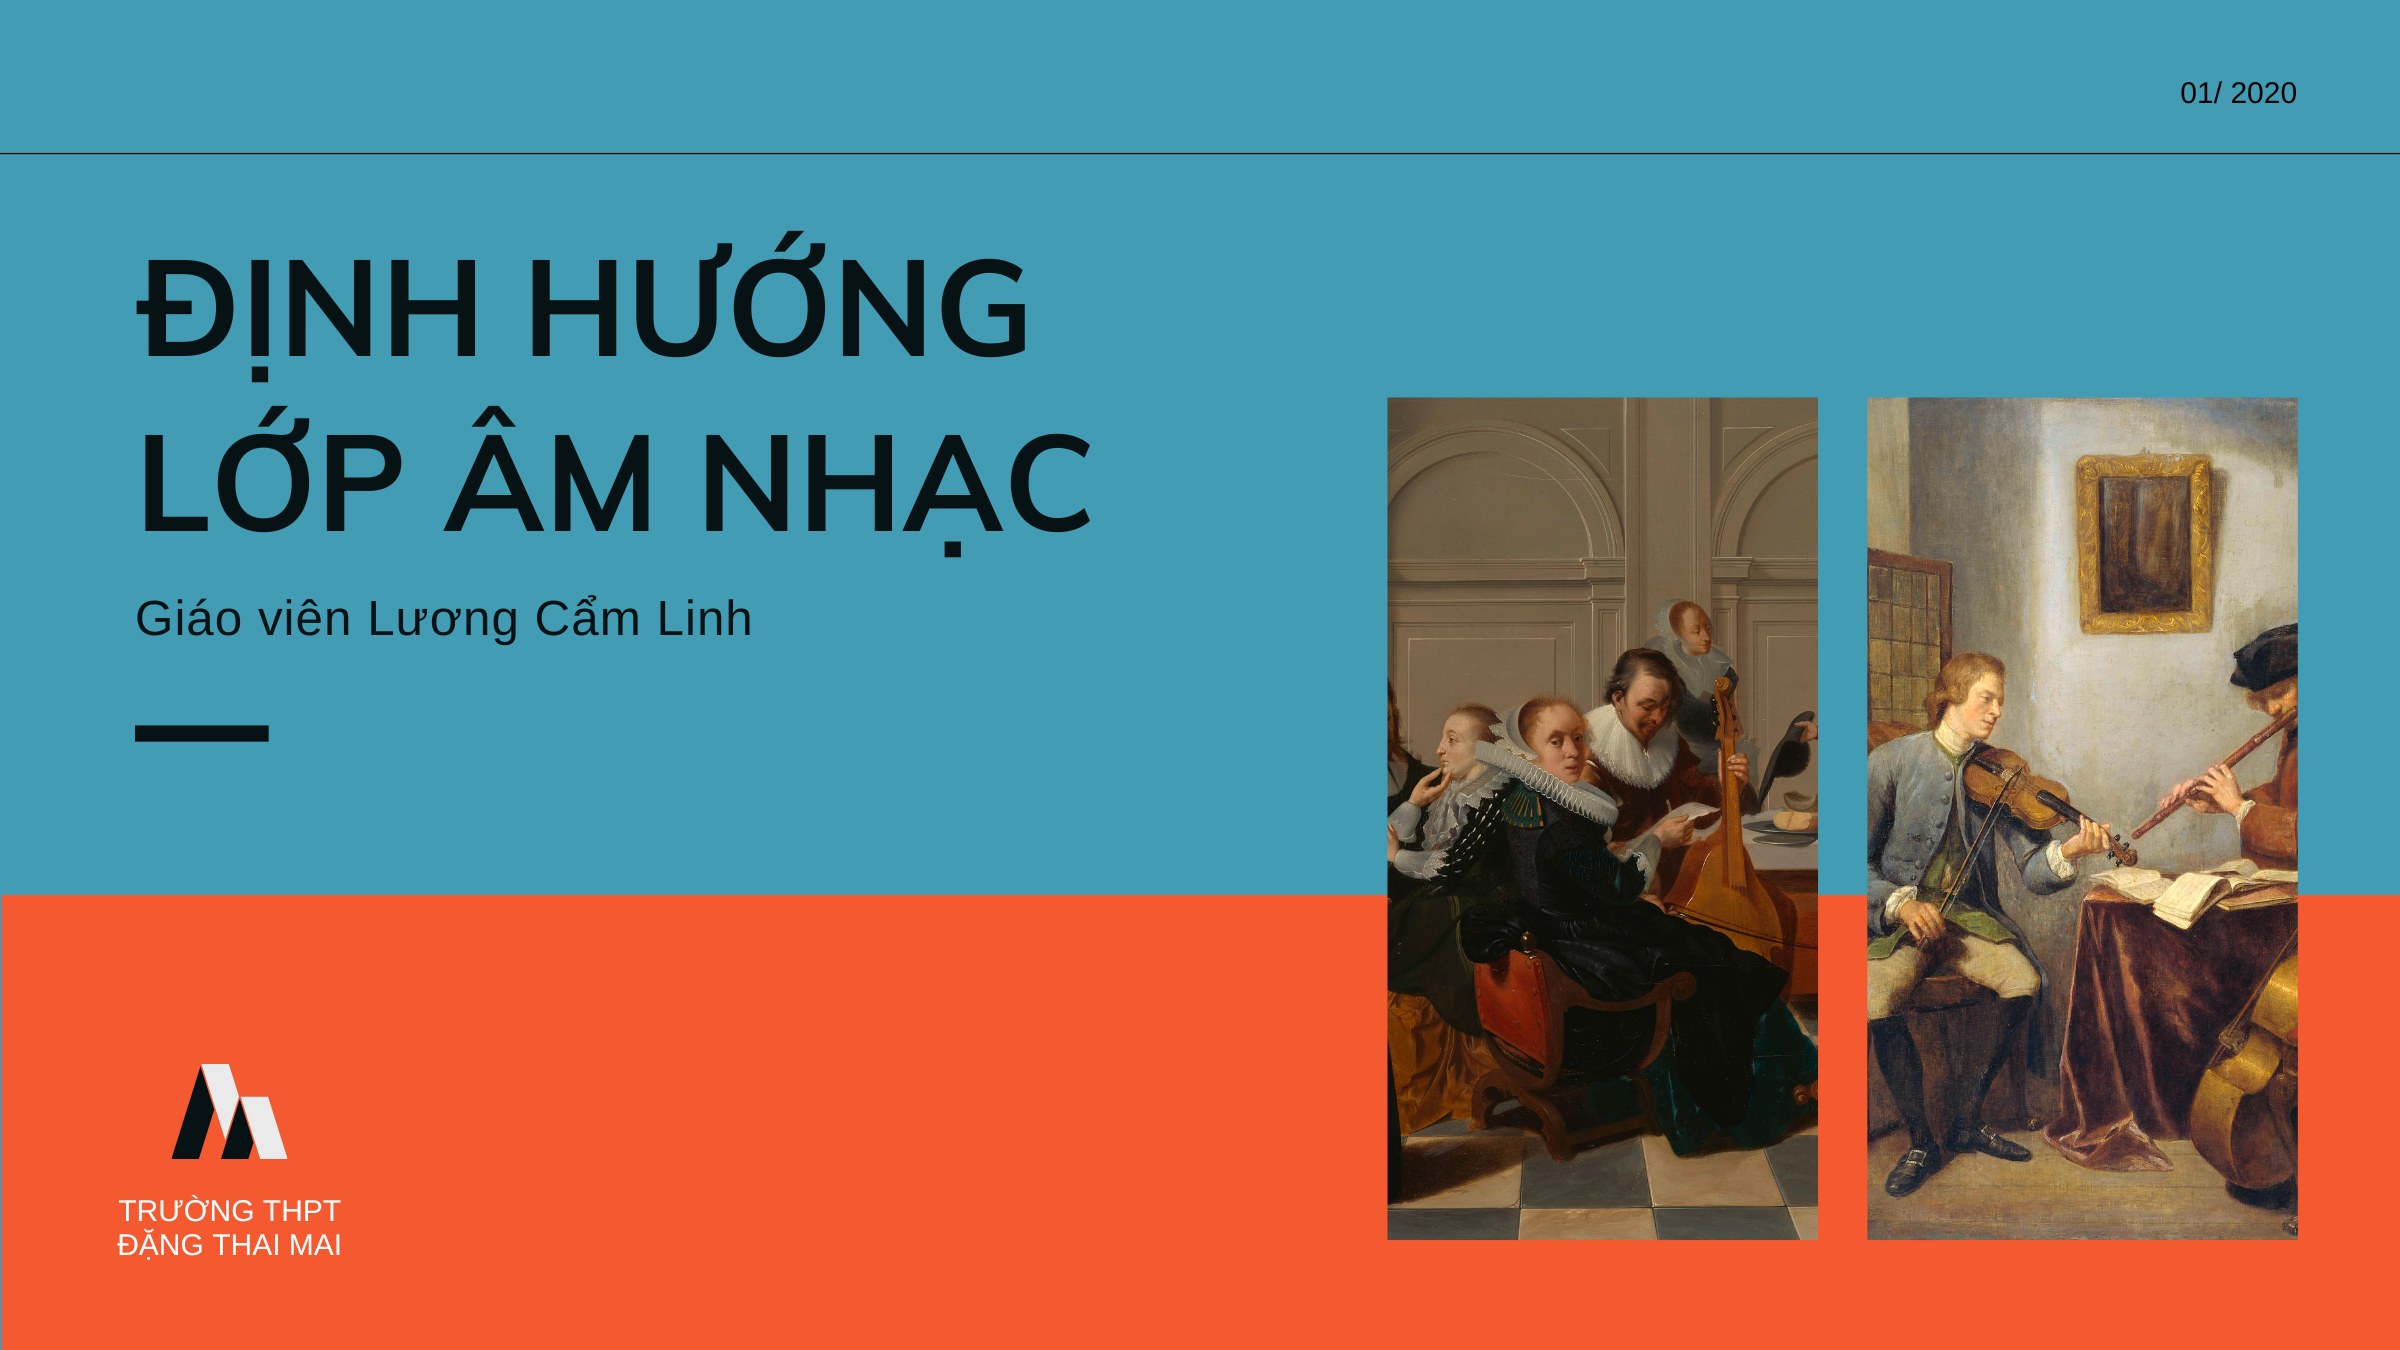 01/ 2020
ĐỊNH HƯỚNG
LỚP ÂM NHẠC
Giáo viên Lương Cẩm Linh
TRƯỜNG THPT
ĐẶNG THAI MAI